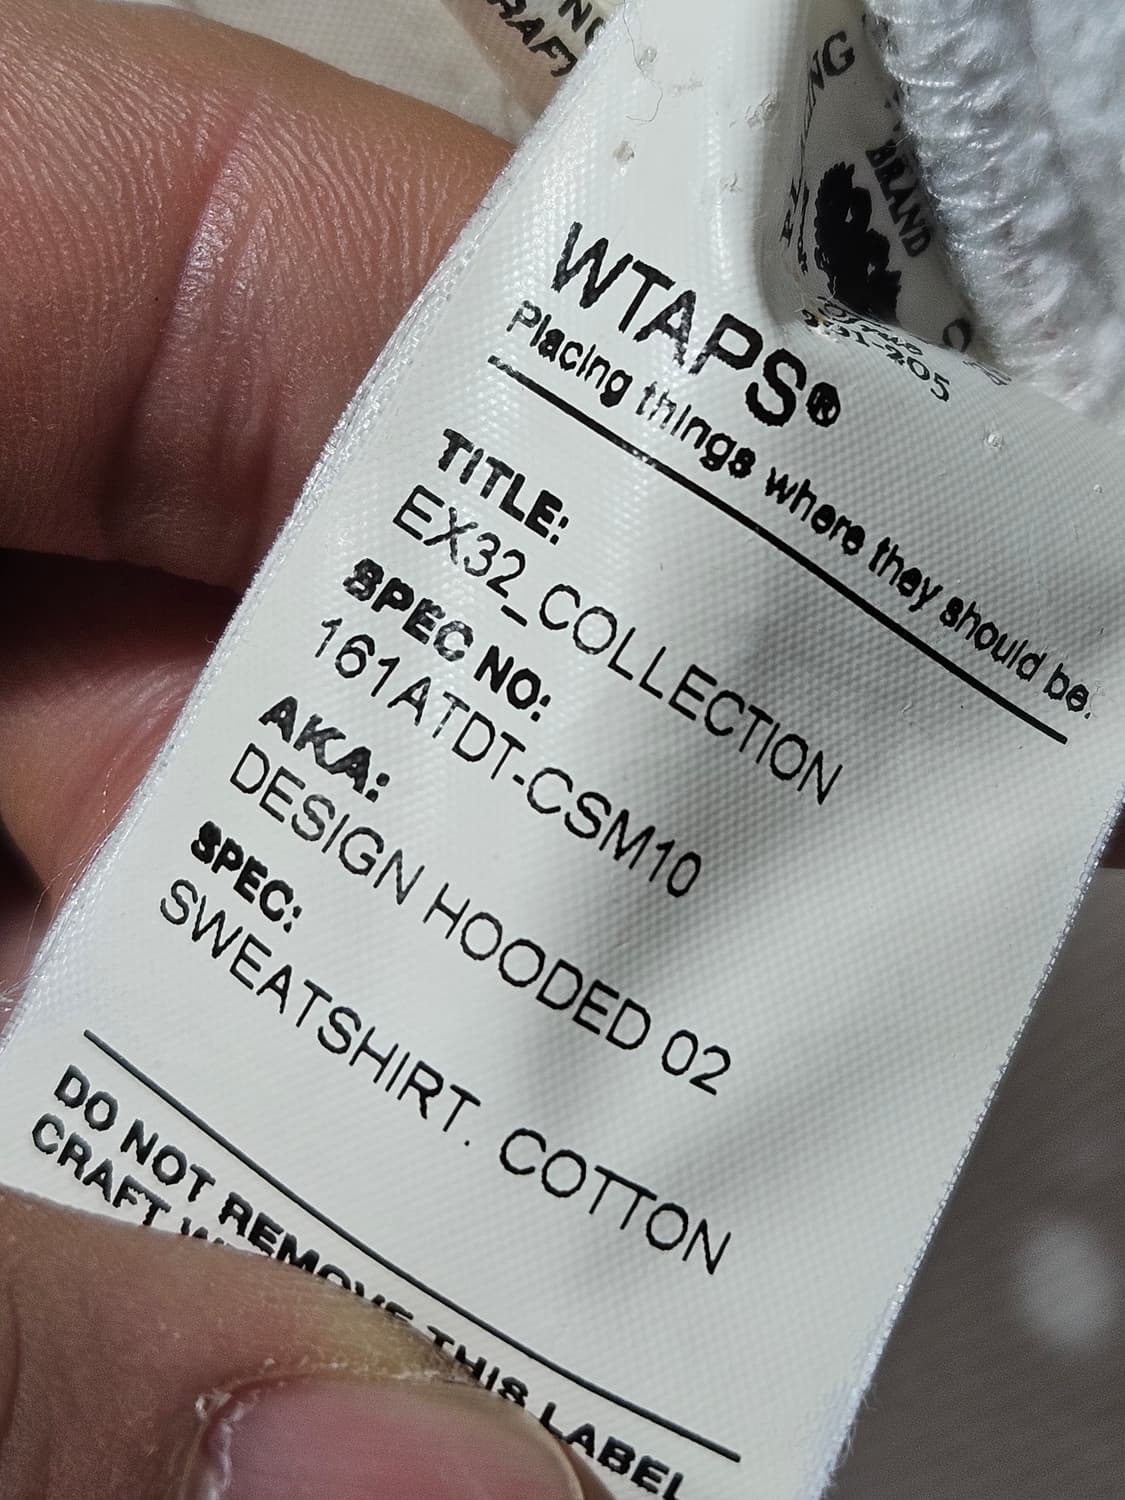 WTAPS®
Placing things where they should be.
TITLE:
EX32_COLLECTION
SPEC NO:
161ATDT-CSM10
AKA:
DESIGN HOODED 02
SPEC:
SWEATSHIRT. COTTON
DO NOT REMOVE THIS LABEL
CRAFT
BRAND